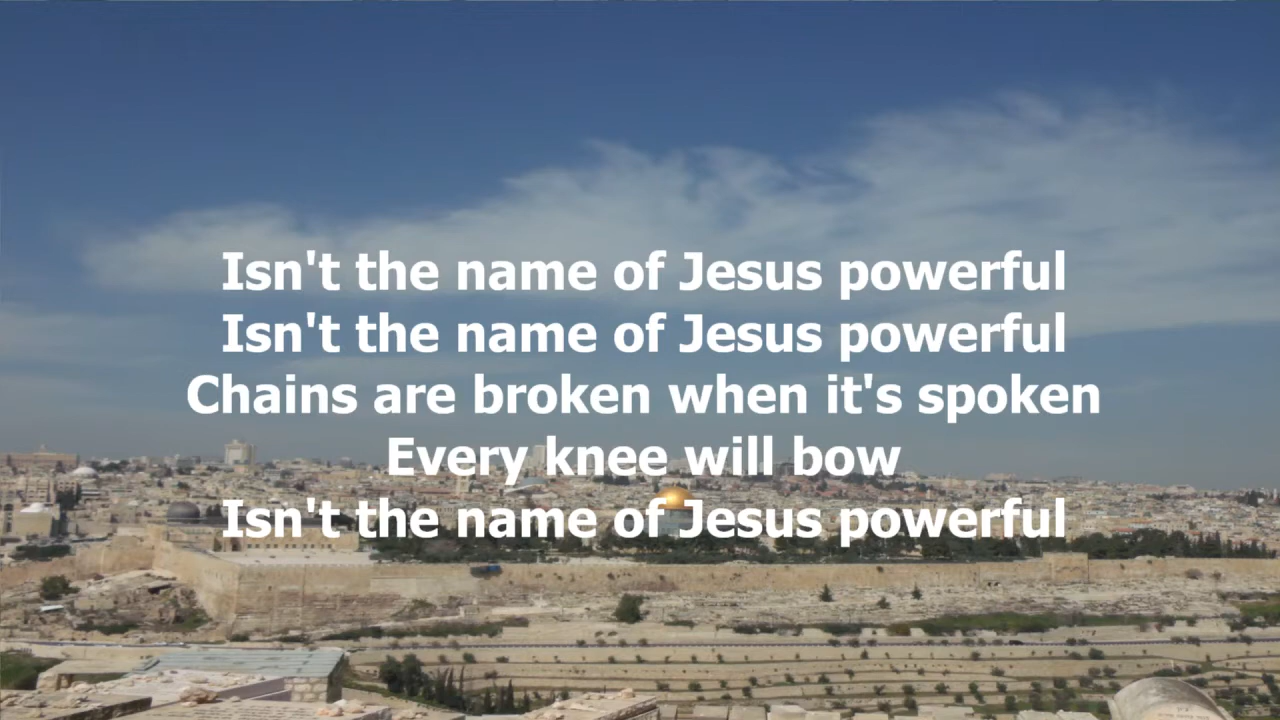 Isn't the name of Jesus powerful
Isn't the name of Jesus powerful
Chains are broken when it's spoken
Every knee will bow
Isn't the name of Jesus powerful